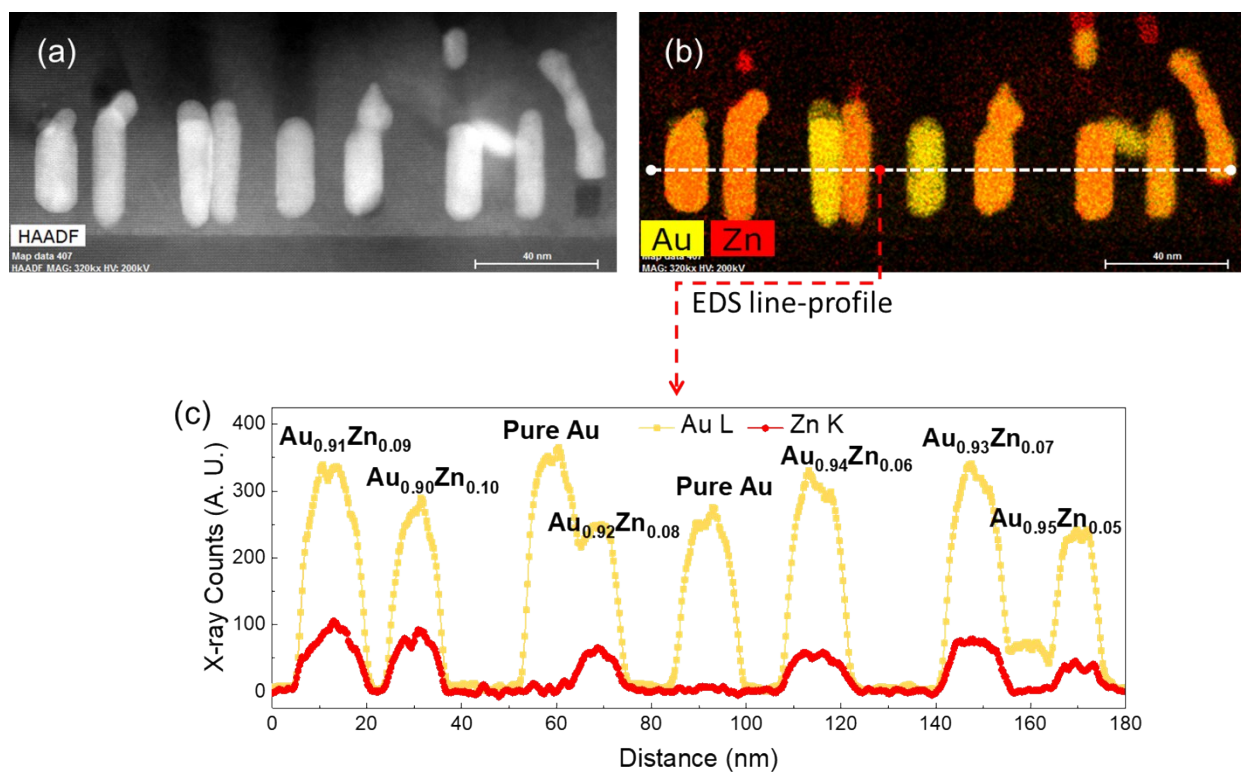 (a)
HAADF
Map data 407
HAADF MAG: 320kx HV: 200kV
40 nm
(b)
Au Zn
Map data 407
HAADF MAG: 320kx HV: 200kV
40 nm
EDS line-profile
(c)
Au L
Zn K
Au0.91Zn0.09
Au0.90Zn0.10
Pure Au
Au0.92Zn0.08
Pure Au
Au0.94Zn0.06
Au0.93Zn0.07
Au0.95Zn0.05
X-ray Counts (A. U.)
400
300
200
100
0
0 20 40 60 80 100 120 140 160 180
Distance (nm)